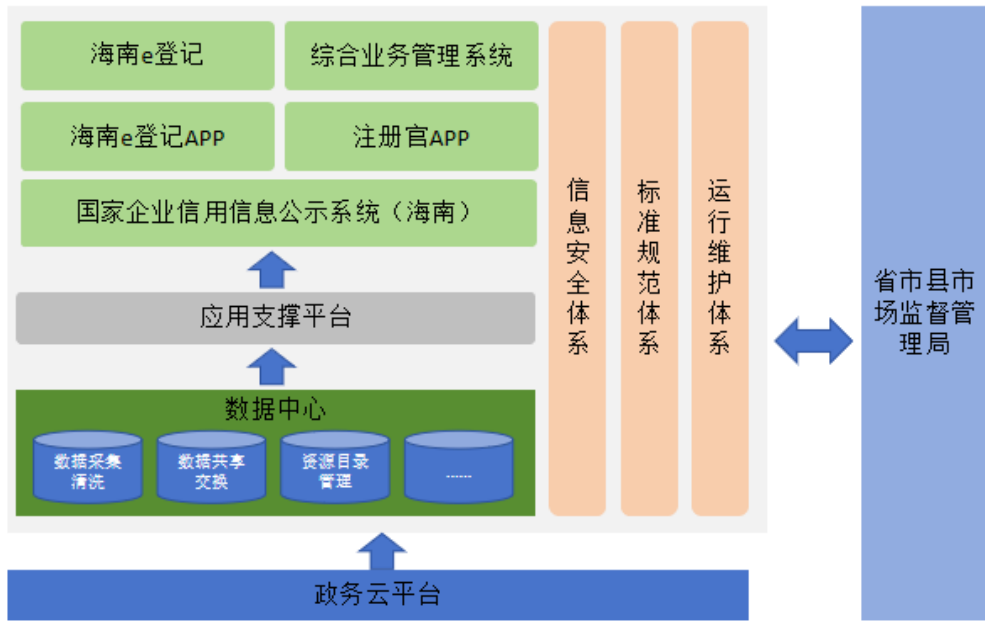 海南e登记
综合业务管理系统
海南e登记APP
注册官APP
国家企业信用信息公示系统（海南）
应用支撑平台
数据中心
数据采集
清洗
数据共享
交换
资源目录
管理
......
信息安全体系
标准规范体系
运行维护体系
省市县市
场监督管
理局
政务云平台